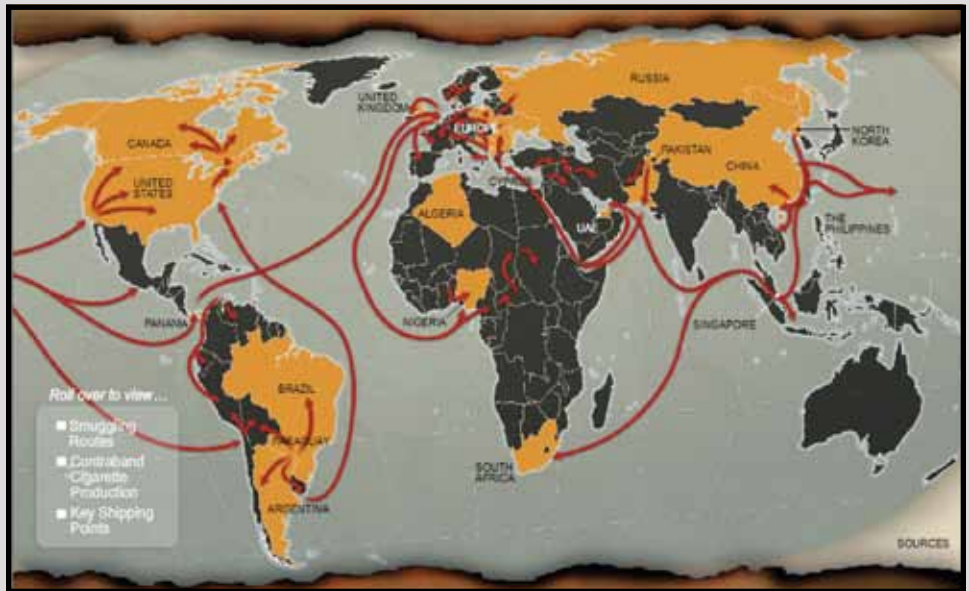 RUSSIA
UNITED
KINGDOM
NORTH
KOREA
CANADA
EUROPE
PAKISTAN
CHINA
UNITED
STATES
ALGERIA
UAE
THE
PHILIPPINES
PANAMA
NIGERIA
SINGAPORE
BRAZIL
Roll over to view...
Smuggling
Routes
Contraband
Cigarette
Production
Key Shipping
Points
PARAGUAY
SOUTH
AFRICA
ARGENTINA
SOURCES